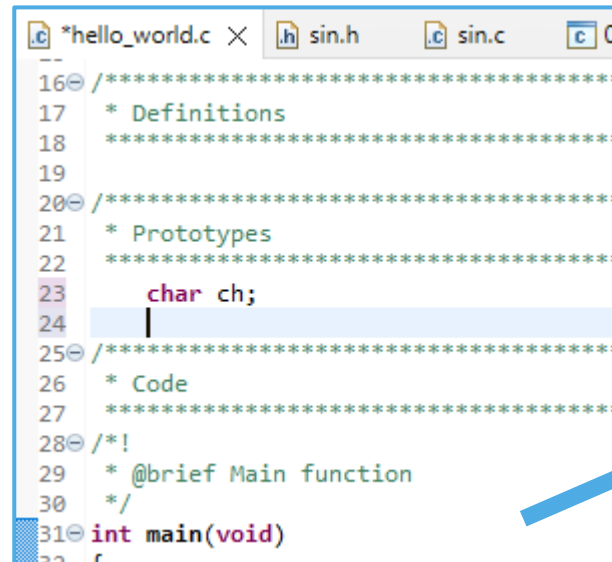 *hello_world.c sin.h sin.c
16 /************************************
17 * Definitions
18 ************************************
19
20 /************************************
21 * Prototypes
22 ************************************
23 char ch;
24
25 /************************************
26 * Code
27 ************************************
28 /*!
29 * @brief Main function
30 */
31 int main(void)
32 {